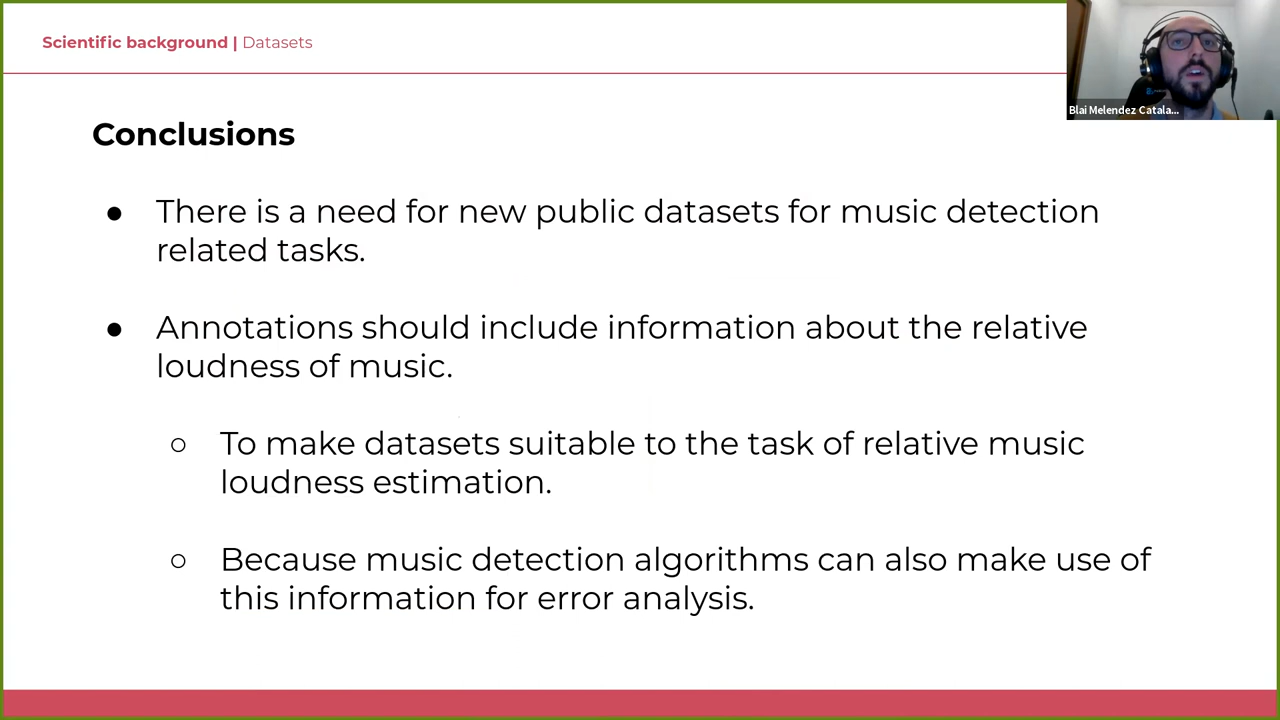 Scientific background | Datasets
Blai Melendez Catala...
Conclusions
● There is a need for new public datasets for music detection
related tasks.
● Annotations should include information about the relative
loudness of music.
○ To make datasets suitable to the task of relative music
loudness estimation.
○ Because music detection algorithms can also make use of
this information for error analysis.